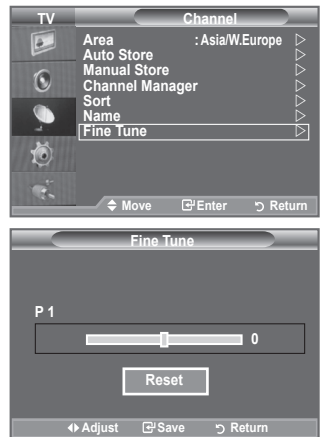 TV Channel
Area : Asia/W.Europe
Auto Store
Manual Store
Channel Manager
Sort
Name
Fine Tune
Move Enter Return
Fine Tune
P 1
0
Reset
Adjust Save Return